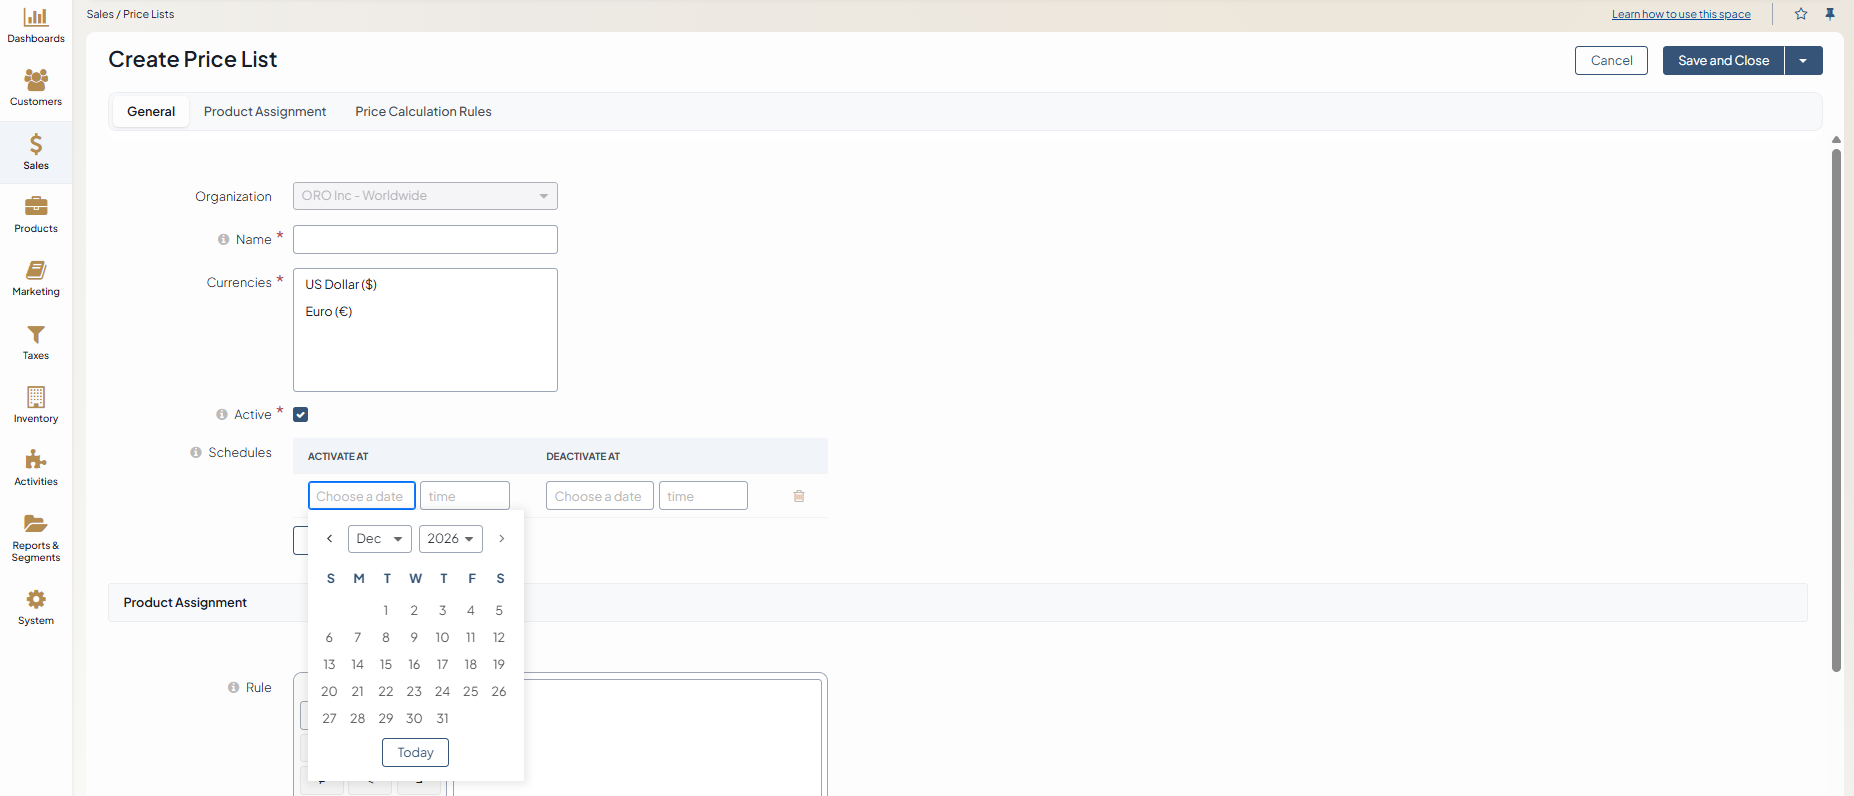 Sales / Price Lists
Learn how to use this space
Dashboards
Customers
Sales
Products
Marketing
Taxes
Inventory
Activities
Reports &
Segments
System
Create Price List
Cancel
Save and Close
General
Product Assignment
Price Calculation Rules
Organization
ORO Inc - Worldwide
Name *
Currencies *
US Dollar ($)
Euro (€)
Active *
Schedules
ACTIVATE AT
DEACTIVATE AT
Choose a date
time
Choose a date
time
Dec
2026
S M T W T F S
1 2 3 4 5
6 7 8 9 10 11 12
13 14 15 16 17 18 19
20 21 22 23 24 25 26
27 28 29 30 31
Today
Product Assignment
Rule